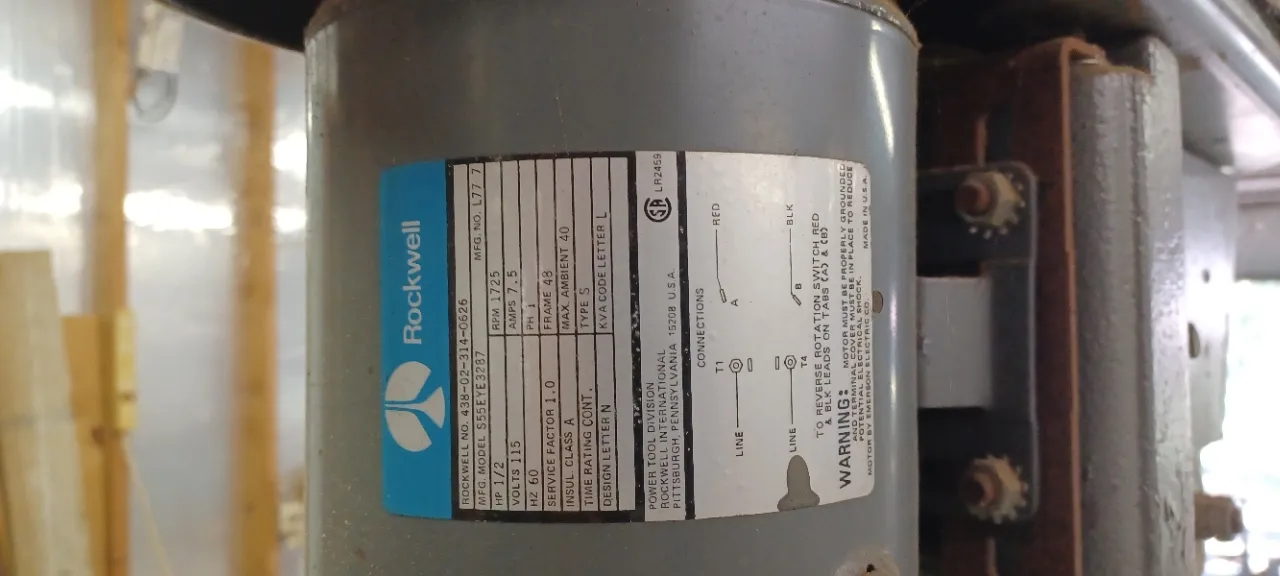 Rockwell
ROCKWELL NO. 438-02-314-0626
MFG. MODEL S55EYE3287 MFG. NO. L77 7
HP 1/2 RPM 1725
VOLTS 115 AMPS 7.5
HZ 60 PH 1
SERVICE FACTOR 1.0 FRAME 48
INSUL CLASS A MAX. AMBIENT 40
TIME RATING CONT. TYPE S
DESIGN LETTER N KVA CODE LETTER L
POWER TOOL DIVISION
ROCKWELL INTERNATIONAL
PITTSBURGH, PENNSYLVANIA 15208 U.S.A.
SA LR2459
CONNECTIONS
LINE T1 A RED
LINE T4 B BLK
TO REVERSE ROTATION SWITCH RED
& BLK LEADS ON TABS (A) & (B)
WARNING: MOTOR MUST BE PROPERLY GROUNDED
AND TERMINAL COVER MUST BE IN PLACE TO REDUCE
POTENTIAL ELECTRICAL SHOCK.
MOTOR BY EMERSON ELECTRIC CO. MADE IN U.S.A.